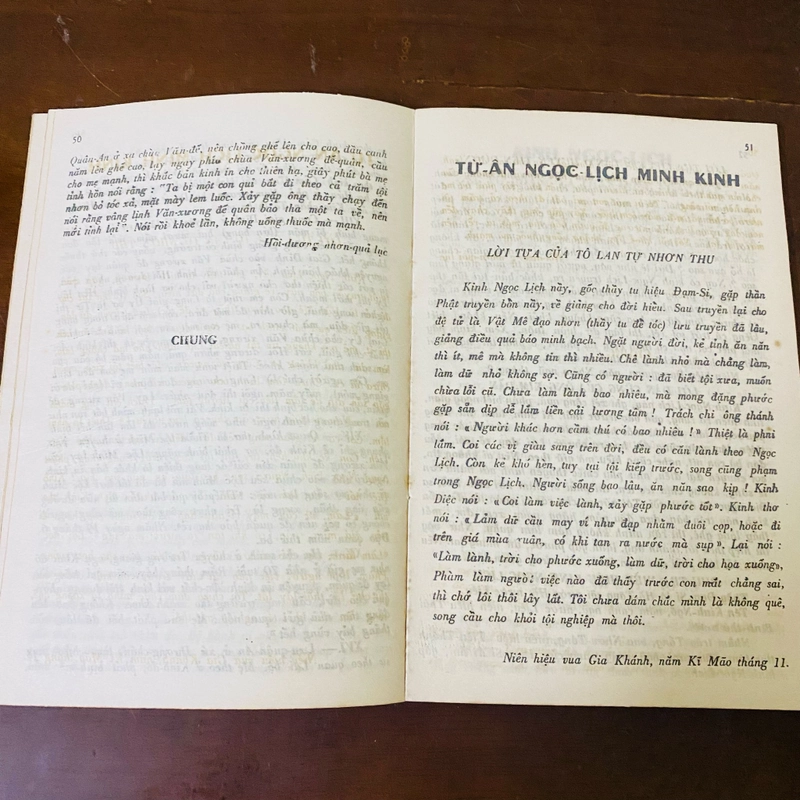 50
Quân-An ở xa chùa Văn-đế, nên chồng ghế lên cho cao, đầu canh
năm lên ghế cao, lạy ngay phía chùa Văn-xương đế-quân, cầu
cho mẹ mạnh, thì khắc bản kinh in cho thiên hạ, giây phút bà mẹ
tỉnh hồn nói rằng : "Ta bị một con quỉ bắt đi theo cả trăm tội
nhơn bỏ tóc xả, mặt mày lem luốc. Xảy gặp ông thầy chạy đến
nói rằng vâng lịnh Văn-xương đế quân bảo tha một ta về, nên
mới tỉnh lại". Nói rồi khoẻ lần, không uống thuốc mà mạnh.
Hồi-dương nhơn-quả lục
CHUNG
51
TỪ-ÂN NGỌC-LỊCH MINH KINH
LỜI TỰA CỦA TỔ LAN TỰ NHƠN THU
Kinh Ngọc Lịch nầy, gốc thầy tu hiệu Đạm-Si, gặp thần
Phật truyền bổn nầy, về giảng cho đời hiểu. Sau truyền lại cho
đệ tử là Vật Mê đạo nhơn (thầy tu để tóc) lưu truyền đã lâu,
giảng điều quả báo minh bạch. Ngặt người đời, kẻ tỉnh ăn năn
thì ít, mê mà không tin thì nhiều. Chê lành nhỏ mà chẳng làm,
làm dữ nhỏ không sợ. Cũng có người : đã biết tội xưa, muốn
chừa lỗi cũ. Chưa làm lành bao nhiêu, mà mong đặng phước
gặp sẵn dịp dễ lắm liền cải lương tâm ! Trách chi ông thánh
nói : « Người khác hơn cầm thú có bao nhiêu !» Thiệt là phải
lắm. Coi các vị giàu sang trên đời, đều có căn lành theo Ngọc
Lịch. Còn kẻ khó hèn, tuy tại tội kiếp trước, song cũng phạm
trong Ngọc Lịch. Người sống bao lâu, ăn năn sao kịp ! Kinh
Diệc nói : «Coi làm việc lành, xảy gặp phước tốt». Kinh thơ
nói : « Lâm dữ cầu may ví như đạp nhằm đuôi cọp, hoặc đi
trên giá mùa xuân, có khi tan ra nước mà sụp». Lại nói :
«Làm lành, trời cho phước xuống, làm dữ, trời cho họa xuống»,
Phàm làm người việc nào đã thấy trước con mắt chẳng sai,
thì chớ lôi thôi lây lất. Tôi chưa dám chắc mình là không quê,
song cầu cho khỏi tội nghiệp mà thôi.
Niên hiệu vua Gia Khánh, năm Kĩ Mão tháng 11.